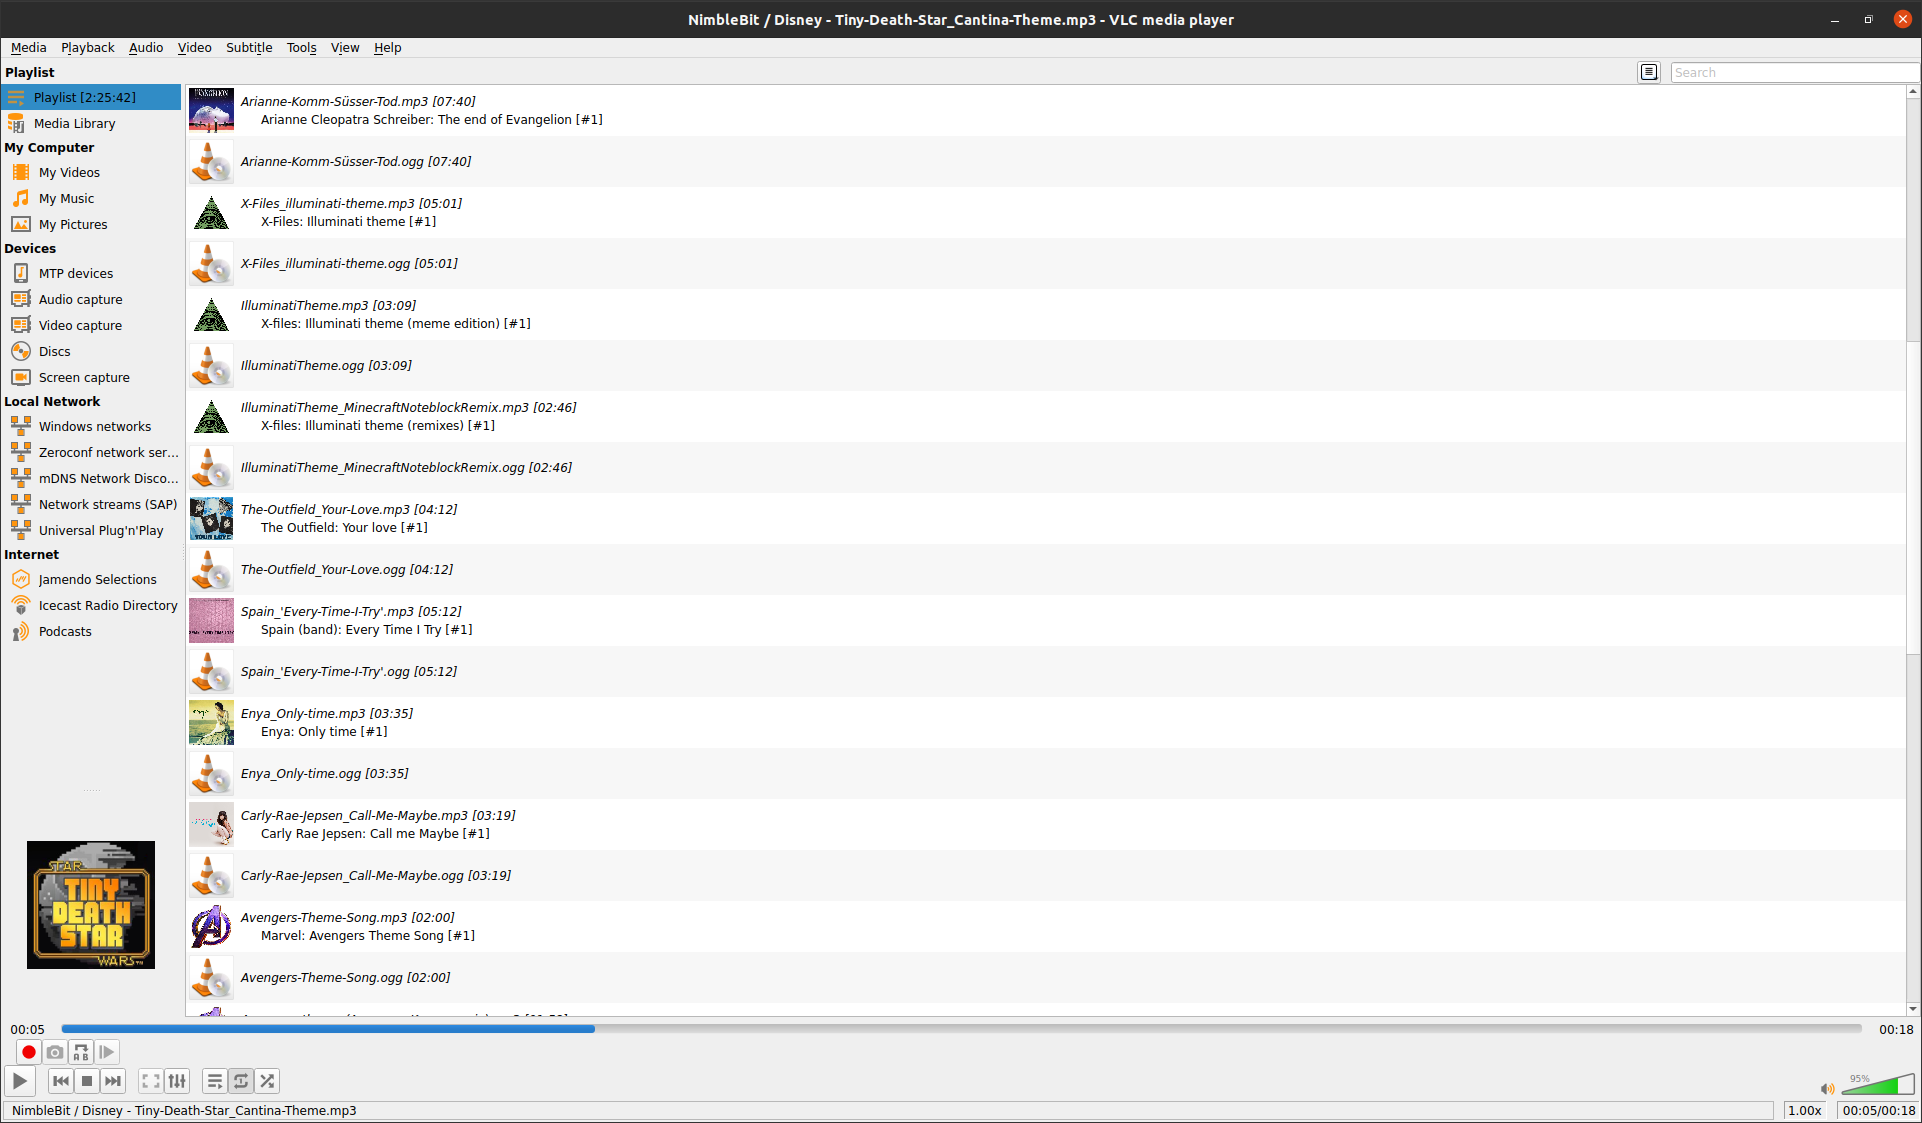 NimbleBit / Disney - Tiny-Death-Star_Cantina-Theme.mp3 - VLC media player
Media Playback Audio Video Subtitle Tools View Help
Playlist
Search
Playlist [2:25:42]
Media Library
My Computer
My Videos
My Music
My Pictures
Devices
MTP devices
Audio capture
Video capture
Discs
Screen capture
Local Network
Windows networks
Zeroconf network ser...
mDNS Network Disco...
Network streams (SAP)
Universal Plug'n'Play
Internet
Jamendo Selections
Icecast Radio Directory
Podcasts
STAR
TINY
DEATH
STAR
WARS
Arianne-Komm-Süsser-Tod.mp3 [07:40]
Arianne Cleopatra Schreiber: The end of Evangelion [#1]
Arianne-Komm-Süsser-Tod.ogg [07:40]
X-Files_illuminati-theme.mp3 [05:01]
X-Files: Illuminati theme [#1]
X-Files_illuminati-theme.ogg [05:01]
IlluminatiTheme.mp3 [03:09]
X-files: Illuminati theme (meme edition) [#1]
IlluminatiTheme.ogg [03:09]
IlluminatiTheme_MinecraftNoteblockRemix.mp3 [02:46]
X-files: Illuminati theme (remixes) [#1]
IlluminatiTheme_MinecraftNoteblockRemix.ogg [02:46]
The-Outfield_Your-Love.mp3 [04:12]
The Outfield: Your love [#1]
YOUR LOVE
The-Outfield_Your-Love.ogg [04:12]
Spain_'Every-Time-I-Try'.mp3 [05:12]
Spain (band): Every Time I Try [#1]
Spain_'Every-Time-I-Try'.ogg [05:12]
Enya_Only-time.mp3 [03:35]
Enya: Only time [#1]
Enya_Only-time.ogg [03:35]
Carly-Rae-Jepsen_Call-Me-Maybe.mp3 [03:19]
Carly Rae Jepsen: Call me Maybe [#1]
Carly-Rae-Jepsen_Call-Me-Maybe.ogg [03:19]
Avengers-Theme-Song.mp3 [02:00]
Marvel: Avengers Theme Song [#1]
Avengers-Theme-Song.ogg [02:00]
00:05
00:18
A B
95%
NimbleBit / Disney - Tiny-Death-Star_Cantina-Theme.mp3
1.00x
00:05/00:18